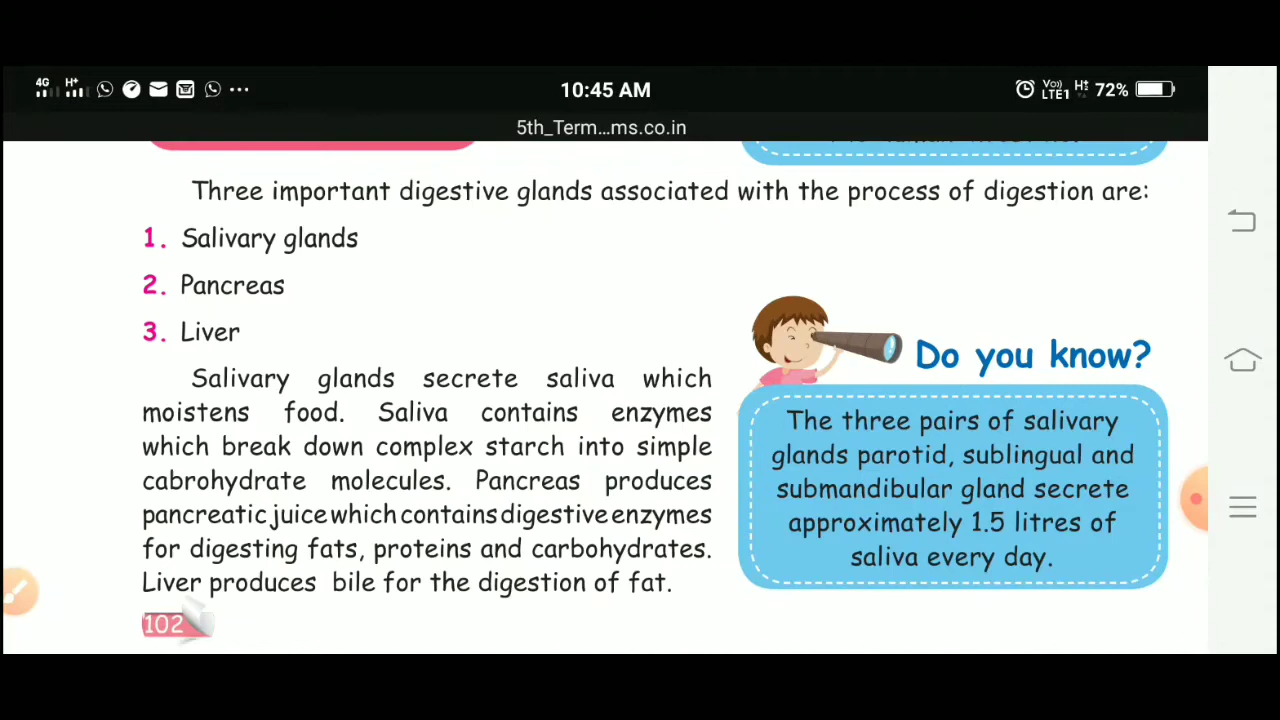 4G H+ 10:45 AM Vo)) LTE1 72%
5th_Term...ms.co.in
Three important digestive glands associated with the process of digestion are:
1. Salivary glands
2. Pancreas
3. Liver
Salivary glands secrete saliva which
moistens food. Saliva contains enzymes
which break down complex starch into simple
cabrohydrate molecules. Pancreas produces
pancreatic juice which contains digestive enzymes
for digesting fats, proteins and carbohydrates.
Liver produces bile for the digestion of fat.
102
Do you know?
The three pairs of salivary
glands parotid, sublingual and
submandibular gland secrete
approximately 1.5 litres of
saliva every day.